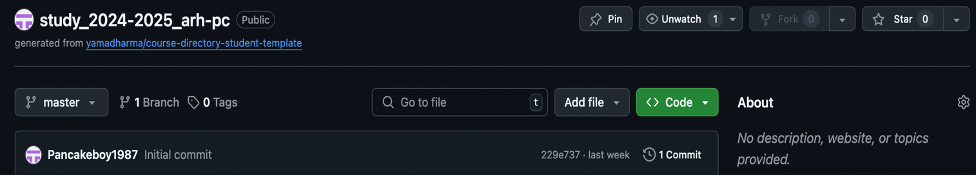 study_2024-2025_arh-pc Public
Pin
Unwatch 1
Fork 0
Star 0
generated from yamadharma/course-directory-student-template
master
1 Branch
0 Tags
Go to file
t
Add file
Code
About
No description, website, or topics
provided.
Pancakeboy1987 Initial commit
229e737 · last week
1 Commit